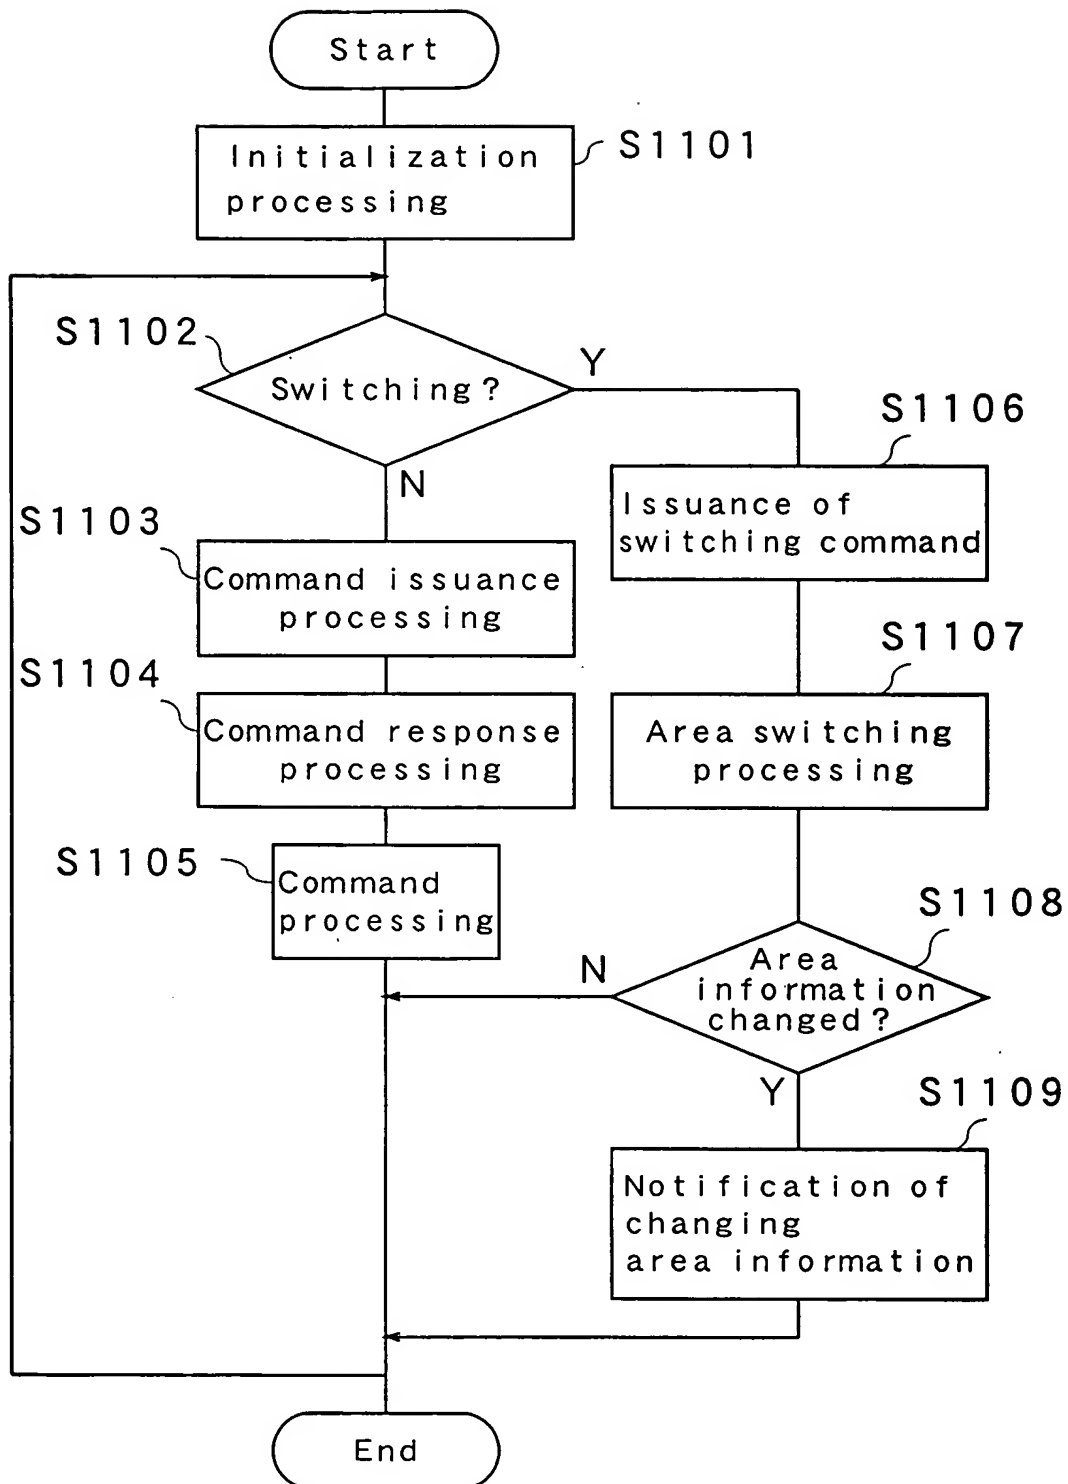 Start
Initialization
processing
S1101
S1102
Switching?
Y
N
S1106
Issuance of
switching command
S1103
Command issuance
processing
S1107
Area switching
processing
S1104
Command response
processing
S1105
Command
processing
S1108
Area
information
changed?
N
Y
S1109
Notification of
changing
area information
End